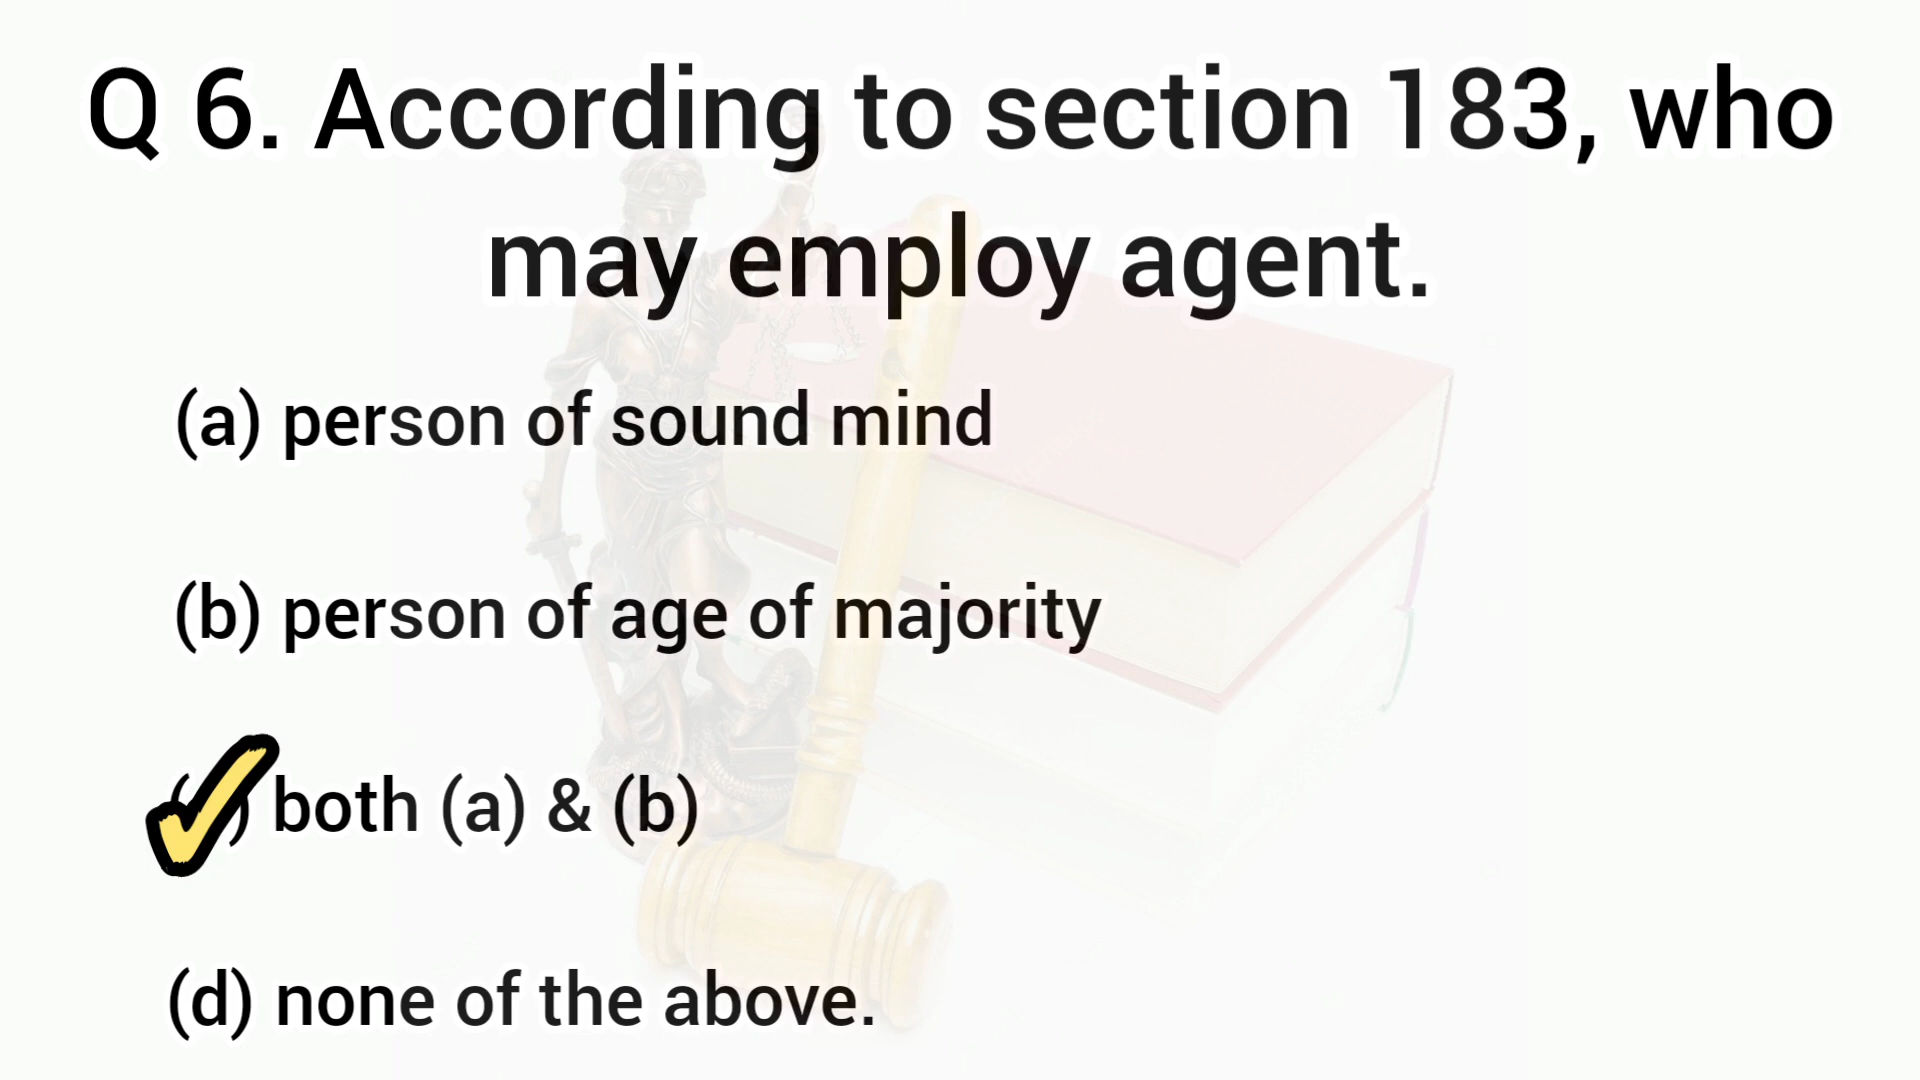 Q 6. According to section 183, who
may employ agent.
(a) person of sound mind
(b) person of age of majority
( ) both (a) & (b)
(d) none of the above.